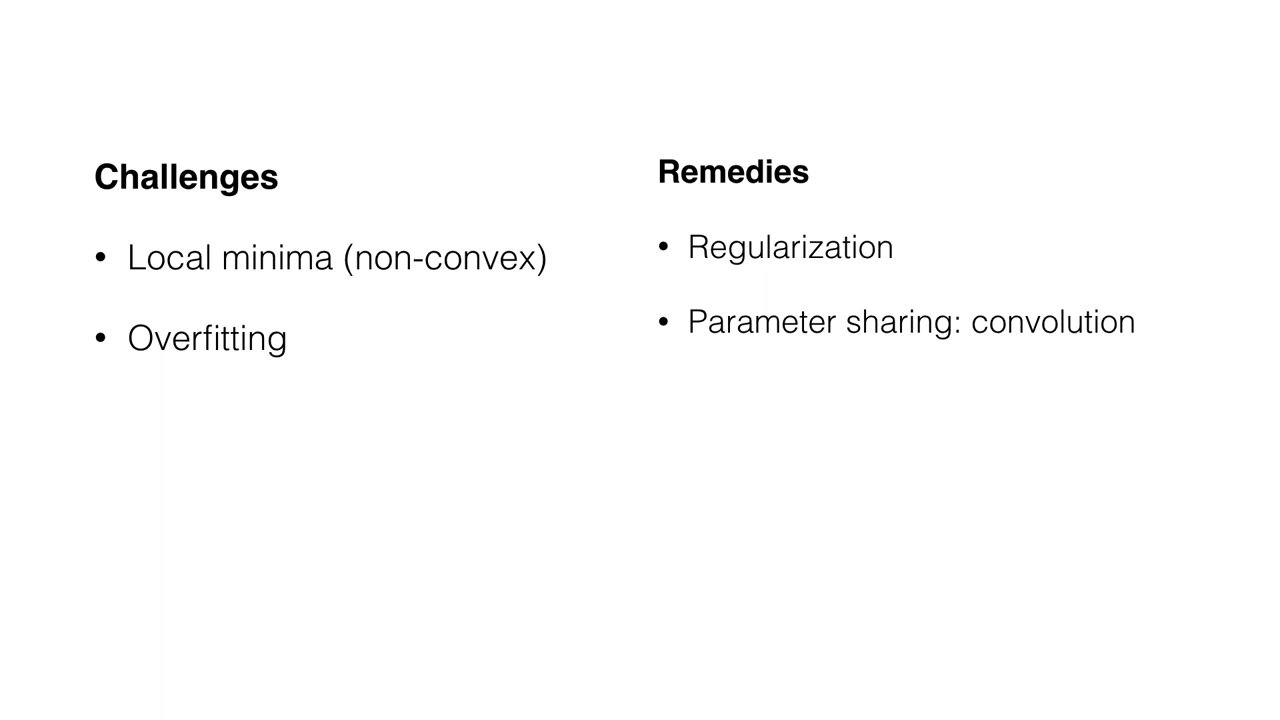 Challenges
• Local minima (non-convex)
• Overfitting
Remedies
• Regularization
• Parameter sharing: convolution